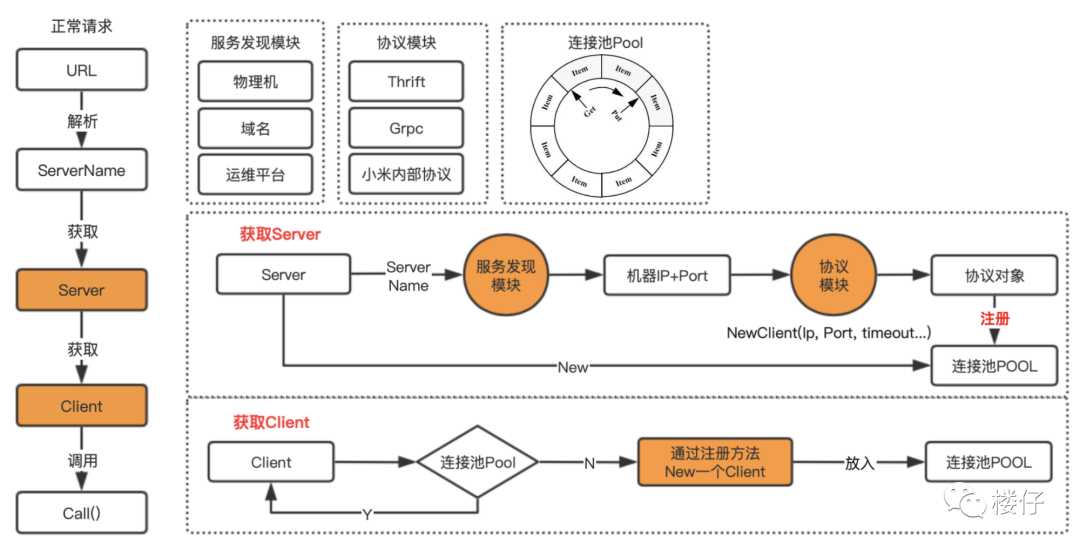 正常请求
URL
解析
ServerName
获取
Server
获取
Client
调用
Call()
服务发现模块
物理机
域名
运维平台
协议模块
Thrift
Grpc
小米内部协议
连接池Pool
Item
Item
Item
Item
Item
Item
Item
Item
Get
Put
获取Server
Server
Server
Name
服务发现
模块
机器IP+Port
协议
模块
协议对象
NewClient(Ip, Port, timeout...)
注册
New
连接池POOL
获取Client
Client
连接池Pool
N
通过注册方法
New一个Client
放入
连接池POOL
Y
楼仔